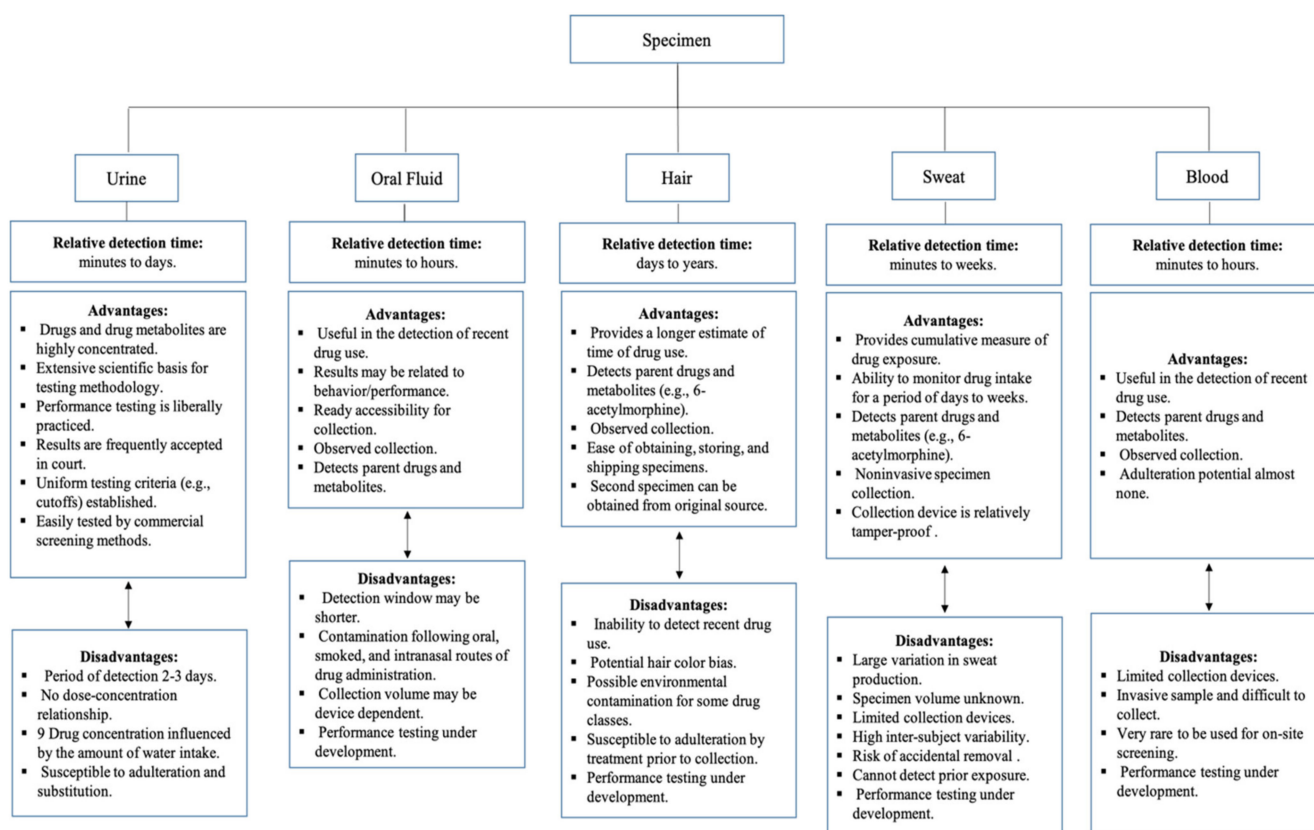 Specimen
Urine
Relative detection time:
minutes to days.
Advantages:
▪ Drugs and drug metabolites are
highly concentrated.
▪ Extensive scientific basis for
testing methodology.
▪ Performance testing is liberally
practiced.
▪ Results are frequently accepted
in court.
▪ Uniform testing criteria (e.g.,
cutoffs) established.
▪ Easily tested by commercial
screening methods.
Disadvantages:
▪ Period of detection 2-3 days.
▪ No dose-concentration
relationship.
▪ 9 Drug concentration influenced
by the amount of water intake.
▪ Susceptible to adulteration and
substitution.
Oral Fluid
Relative detection time:
minutes to hours.
Advantages:
▪ Useful in the detection of recent
drug use.
▪ Results may be related to
behavior/performance.
▪ Ready accessibility for
collection.
▪ Observed collection.
▪ Detects parent drugs and
metabolites.
Disadvantages:
▪ Detection window may be
shorter.
▪ Contamination following oral,
smoked, and intranasal routes of
drug administration.
▪ Collection volume may be
device dependent.
▪ Performance testing under
development.
Hair
Relative detection time:
days to years.
Advantages:
▪ Provides a longer estimate of
time of drug use.
▪ Detects parent drugs and
metabolites (e.g., 6-
acetylmorphine).
▪ Observed collection.
▪ Ease of obtaining, storing, and
shipping specimens.
▪ Second specimen can be
obtained from original source.
Disadvantages:
▪ Inability to detect recent drug
use.
▪ Potential hair color bias.
▪ Possible environmental
contamination for some drug
classes.
▪ Susceptible to adulteration by
treatment prior to collection.
▪ Performance testing under
development.
Sweat
Relative detection time:
minutes to weeks.
Advantages:
▪ Provides cumulative measure of
drug exposure.
▪ Ability to monitor drug intake
for a period of days to weeks.
▪ Detects parent drugs and
metabolites (e.g., 6-
acetylmorphine).
▪ Noninvasive specimen
collection.
▪ Collection device is relatively
tamper-proof .
Disadvantages:
▪ Large variation in sweat
production.
▪ Specimen volume unknown.
▪ Limited collection devices.
▪ High inter-subject variability.
▪ Risk of accidental removal .
▪ Cannot detect prior exposure.
▪ Performance testing under
development.
Blood
Relative detection time:
minutes to hours.
Advantages:
▪ Useful in the detection of recent
drug use.
▪ Detects parent drugs and
metabolites.
▪ Observed collection.
▪ Adulteration potential almost
none.
Disadvantages:
▪ Limited collection devices.
▪ Invasive sample and difficult to
collect.
▪ Very rare to be used for on-site
screening.
▪ Performance testing under
development.